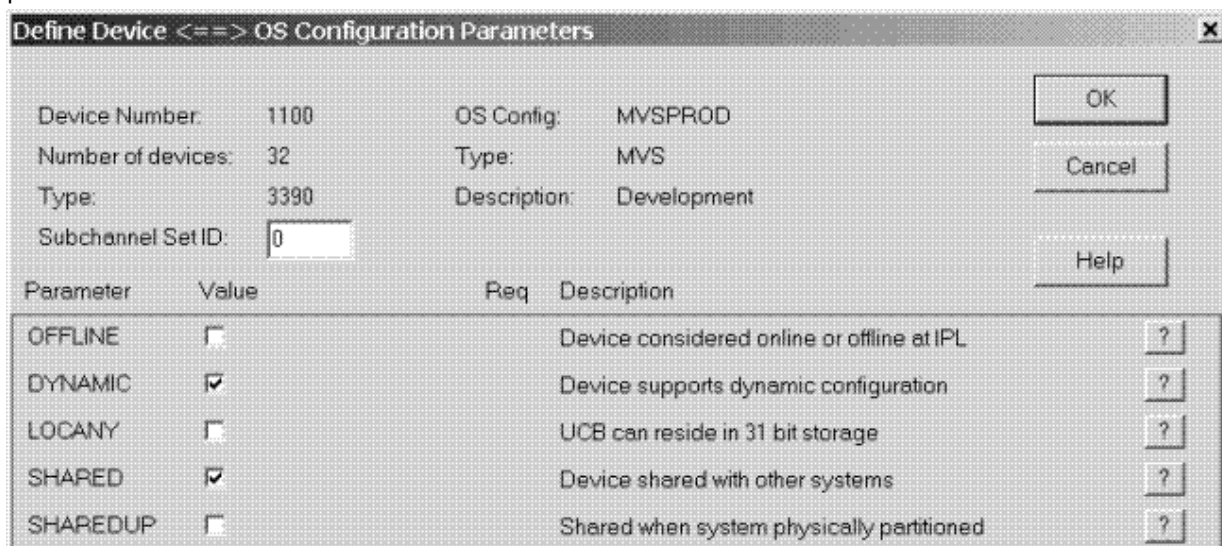 Define Device <==> OS Configuration Parameters
Device Number: 1100 OS Config: MVSPROD OK
Number of devices: 32 Type: MVS Cancel
Type: 3390 Description: Development
Subchannel Set ID: 0
Help
Parameter Value Req Description
OFFLINE Device considered online or offline at IPL ?
DYNAMIC Device supports dynamic configuration ?
LOCANY UCB can reside in 31 bit storage ?
SHARED Device shared with other systems ?
SHAREDUP Shared when system physically partitioned ?